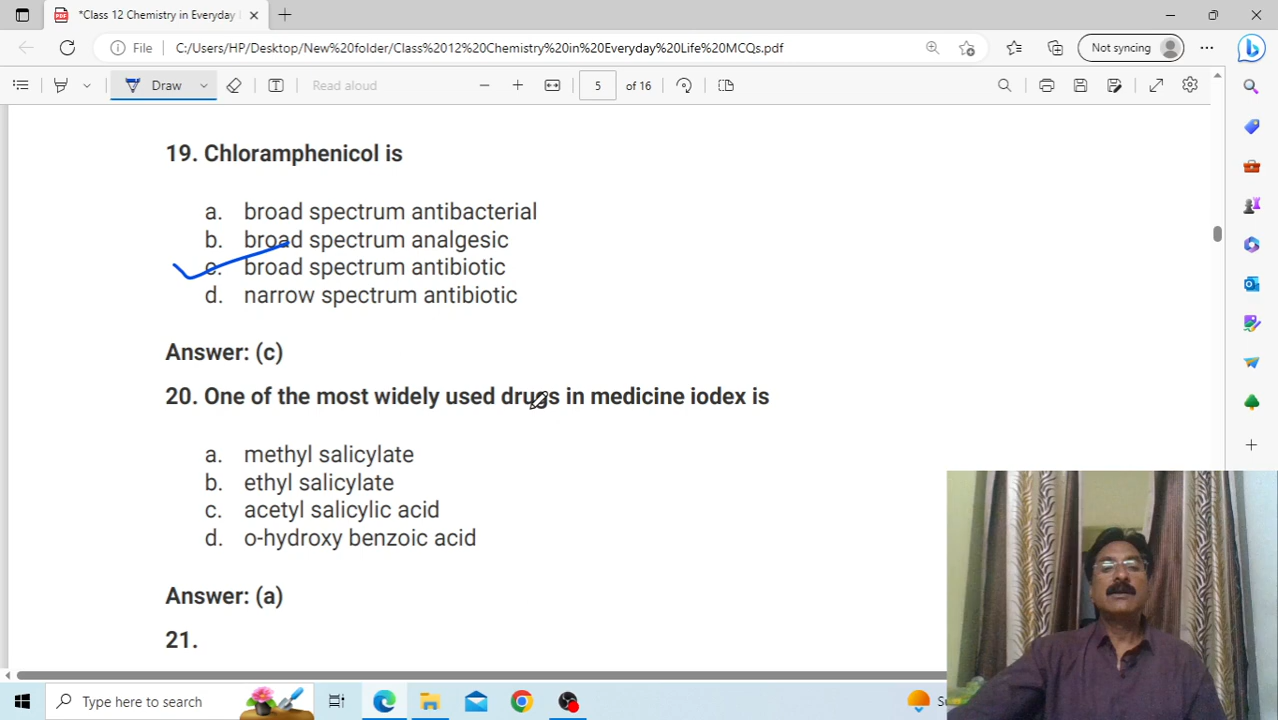 *Class 12 Chemistry in Everyday
File
C:/Users/HP/Desktop/New%20folder/Class%2012%20Chemistry%20in%20Everyday%20Life%20MCQs.pdf
Not syncing
Draw
Read aloud
5
of 16
19. Chloramphenicol is
a. broad spectrum antibacterial
b. broad spectrum analgesic
c. broad spectrum antibiotic
d. narrow spectrum antibiotic
Answer: (c)
20. One of the most widely used drugs in medicine iodex is
a. methyl salicylate
b. ethyl salicylate
c. acetyl salicylic acid
d. o-hydroxy benzoic acid
Answer: (a)
21.
Type here to search